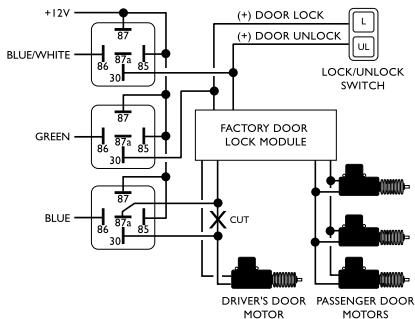 +12V
(+) DOOR LOCK
L
87
BLUE/WHITE
(+) DOOR UNLOCK
UL
86
87a
85
30
LOCK/UNLOCK
SWITCH
87
FACTORY DOOR
LOCK MODULE
GREEN
86
87a
85
30
87
BLUE
CUT
86
87a
85
30
DRIVER'S DOOR
MOTOR
PASSENGER DOOR
MOTORS